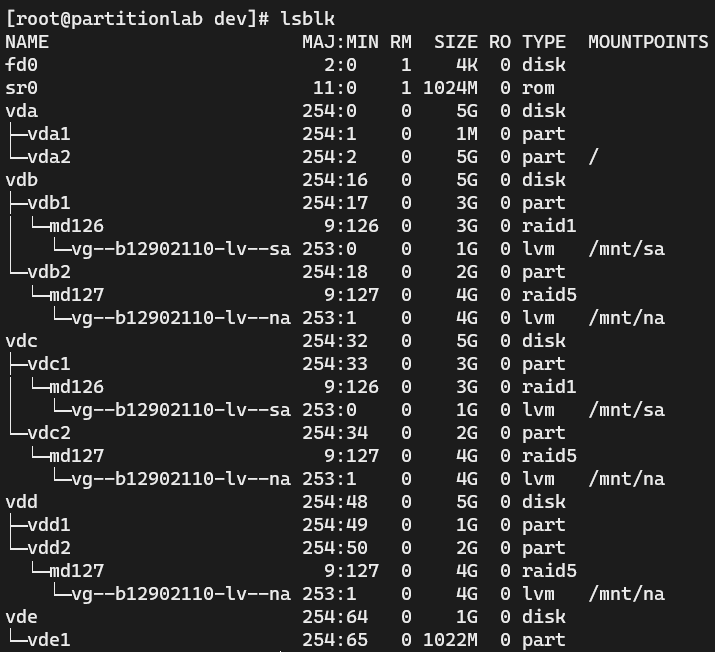 [root@partitionlab dev]# lsblk
NAME                       MAJ:MIN RM  SIZE RO TYPE  MOUNTPOINTS
fd0                          2:0    1    4K  0 disk
sr0                         11:0    1 1024M  0 rom
vda                        254:0    0    5G  0 disk
├─vda1                     254:1    0    1M  0 part
└─vda2                     254:2    0    5G  0 part  /
vdb                        254:16   0    5G  0 disk
├─vdb1                     254:17   0    3G  0 part
│ └─md126                    9:126  0    3G  0 raid1
│   └─vg--b12902110-lv--sa 253:0    0    1G  0 lvm   /mnt/sa
└─vdb2                     254:18   0    2G  0 part
  └─md127                    9:127  0    4G  0 raid5
    └─vg--b12902110-lv--na 253:1    0    4G  0 lvm   /mnt/na
vdc                        254:32   0    5G  0 disk
├─vdc1                     254:33   0    3G  0 part
│ └─md126                    9:126  0    3G  0 raid1
│   └─vg--b12902110-lv--sa 253:0    0    1G  0 lvm   /mnt/sa
└─vdc2                     254:34   0    2G  0 part
  └─md127                    9:127  0    4G  0 raid5
    └─vg--b12902110-lv--na 253:1    0    4G  0 lvm   /mnt/na
vdd                        254:48   0    5G  0 disk
├─vdd1                     254:49   0    1G  0 part
└─vdd2                     254:50   0    2G  0 part
  └─md127                    9:127  0    4G  0 raid5
    └─vg--b12902110-lv--na 253:1    0    4G  0 lvm   /mnt/na
vde                        254:64   0    1G  0 disk
└─vde1                     254:65   0 1022M  0 part